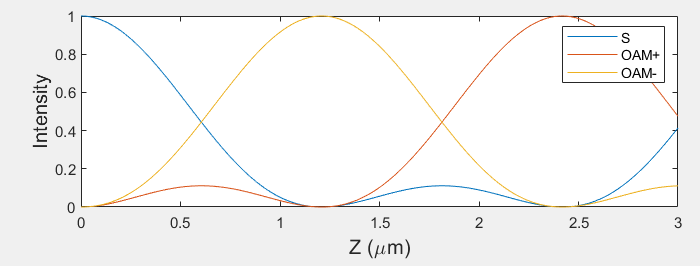 1
0.8
0.6
0.4
0.2
0
Intensity
S
OAM+
OAM-
0 0.5 1 1.5 2 2.5 3
Z (μm)